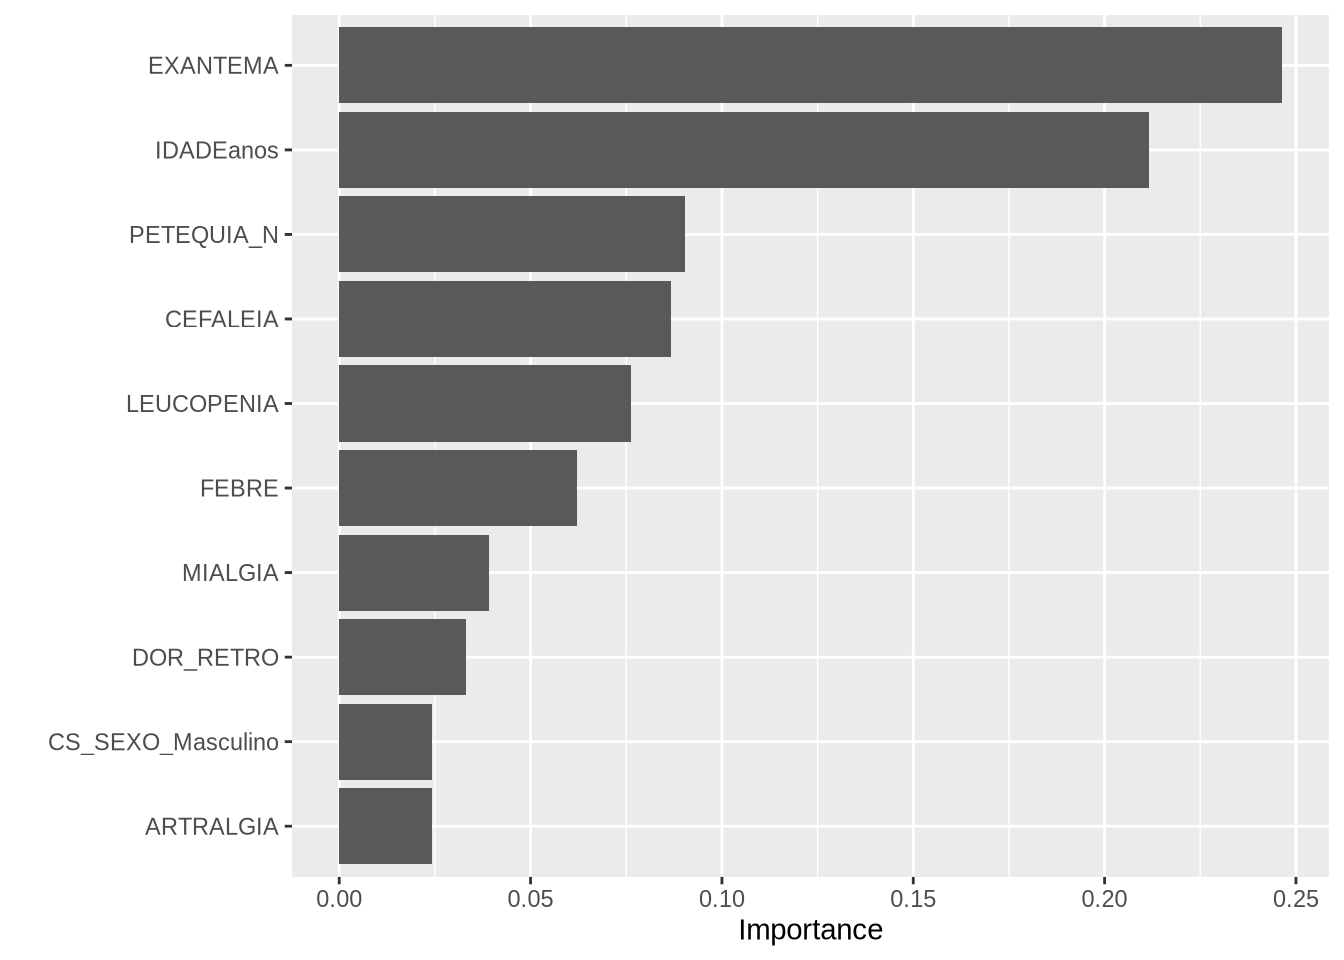 EXANTEMA
IDADEanos
PETEQUIA_N
CEFALEIA
LEUCOPENIA
FEBRE
MIALGIA
DOR_RETRO
CS_SEXO_Masculino
ARTRALGIA
0.00 0.05 0.10 0.15 0.20 0.25
Importance